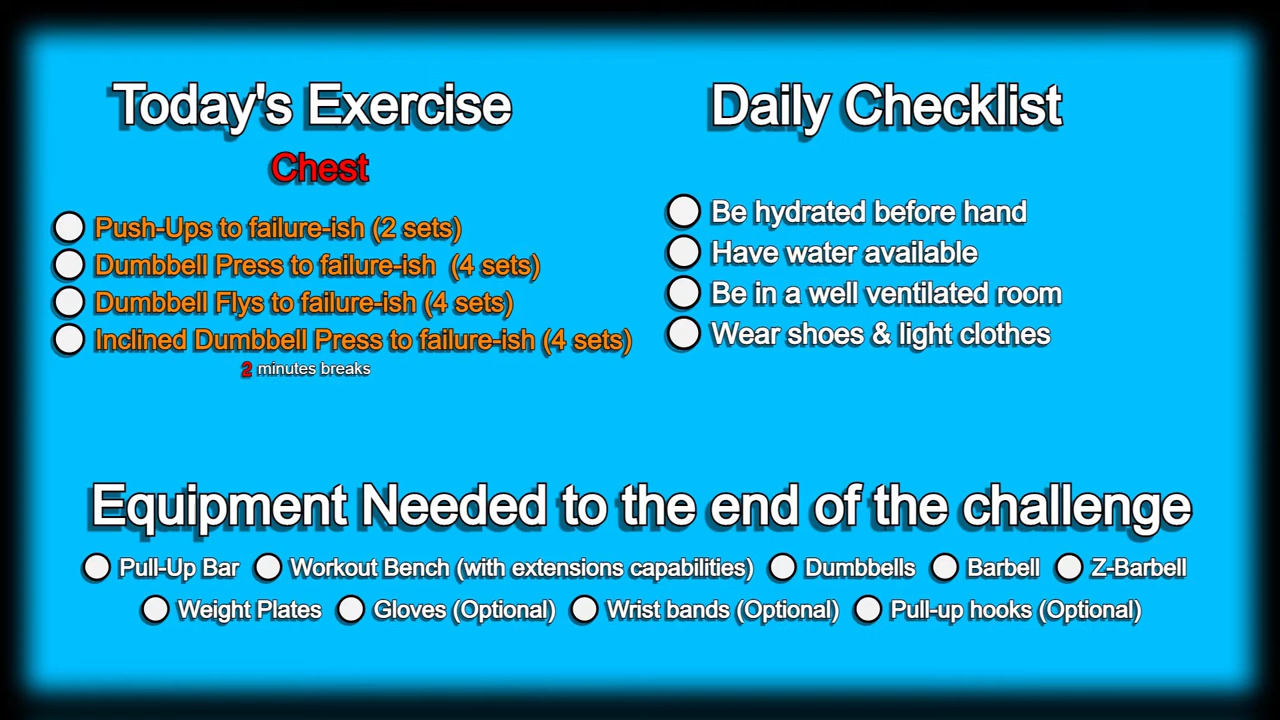 Today's Exercise
Chest
Push-Ups to failure-ish (2 sets)
Dumbbell Press to failure-ish (4 sets)
Dumbbell Flys to failure-ish (4 sets)
Inclined Dumbbell Press to failure-ish (4 sets)
2 minutes breaks
Daily Checklist
Be hydrated before hand
Have water available
Be in a well ventilated room
Wear shoes & light clothes
Equipment Needed to the end of the challenge
Pull-Up Bar Workout Bench (with extensions capabilities) Dumbbells Barbell Z-Barbell
Weight Plates Gloves (Optional) Wrist bands (Optional) Pull-up hooks (Optional)